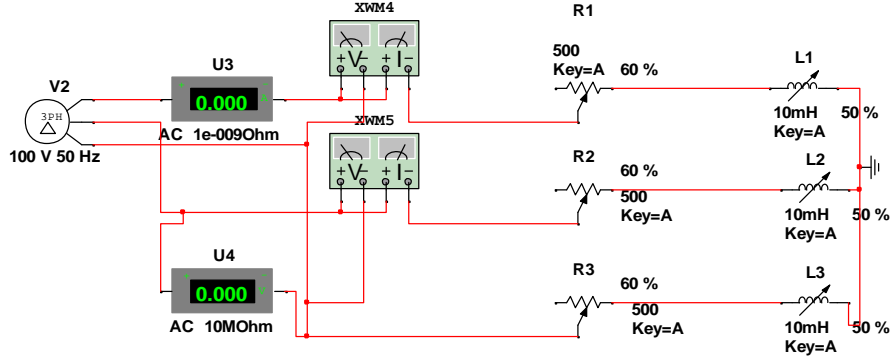 XWM4
R1
U3
V2
500
Key=A
60 %
L1
+ V − + I −
0.000 A
3PH
AC 1e-009Ohm
10mH
Key=A
50 %
100 V 50 Hz
XWM5
R2
L2
60 %
+ V − + I −
500
Key=A
10mH
Key=A
50 %
U4
R3
L3
60 %
0.000 V
500
Key=A
10mH
Key=A
50 %
AC 10MOhm